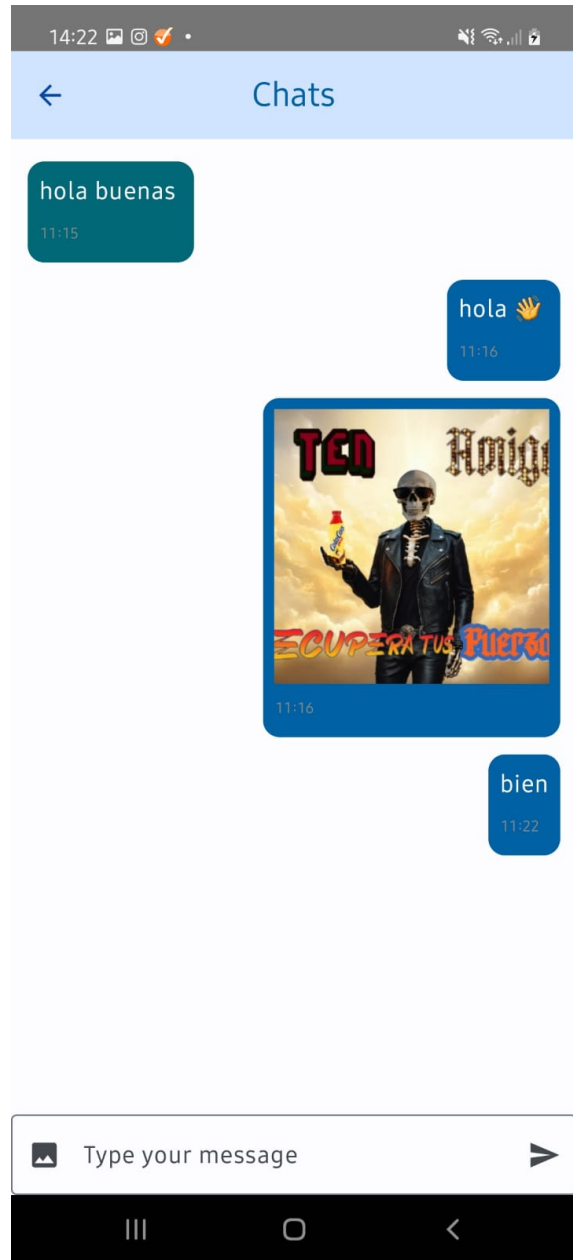 14:22
Chats
hola buenas
11:15
hola 👋
11:16
TEN Amig
ECUPERA TUS FUERZA
11:16
bien
11:22
Type your message